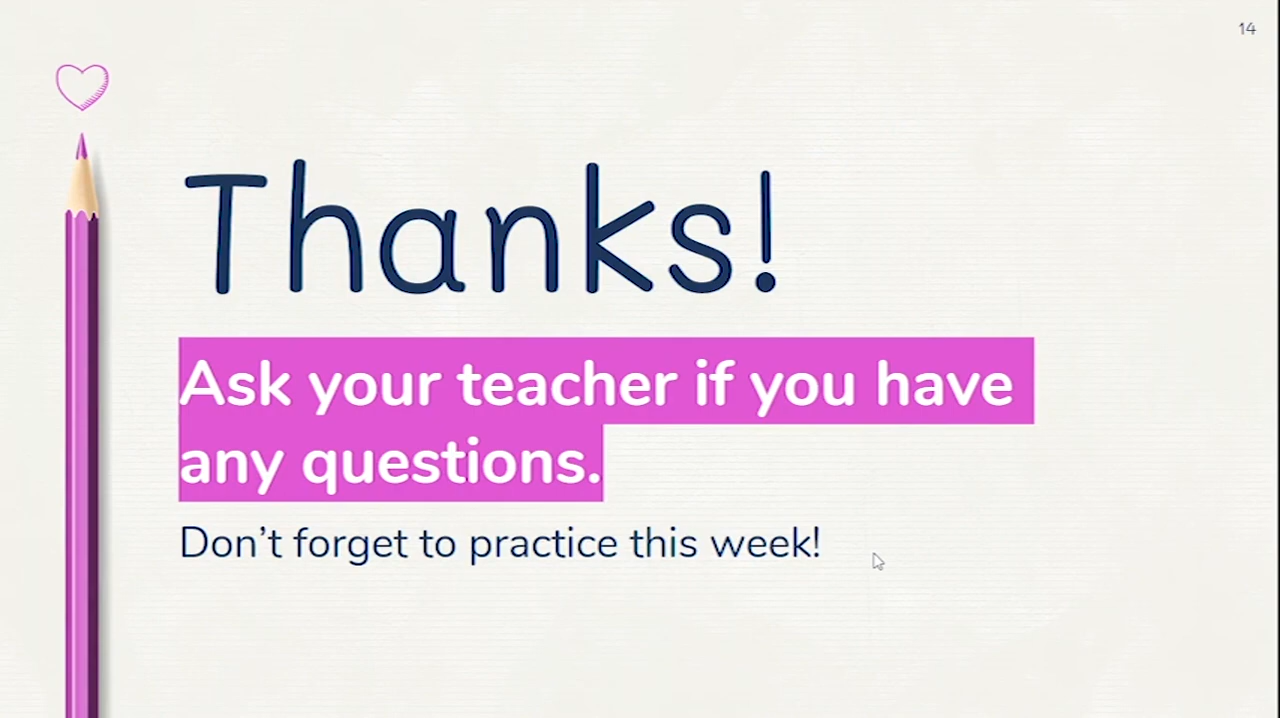 14
Thanks!
Ask your teacher if you have
any questions.
Don’t forget to practice this week!